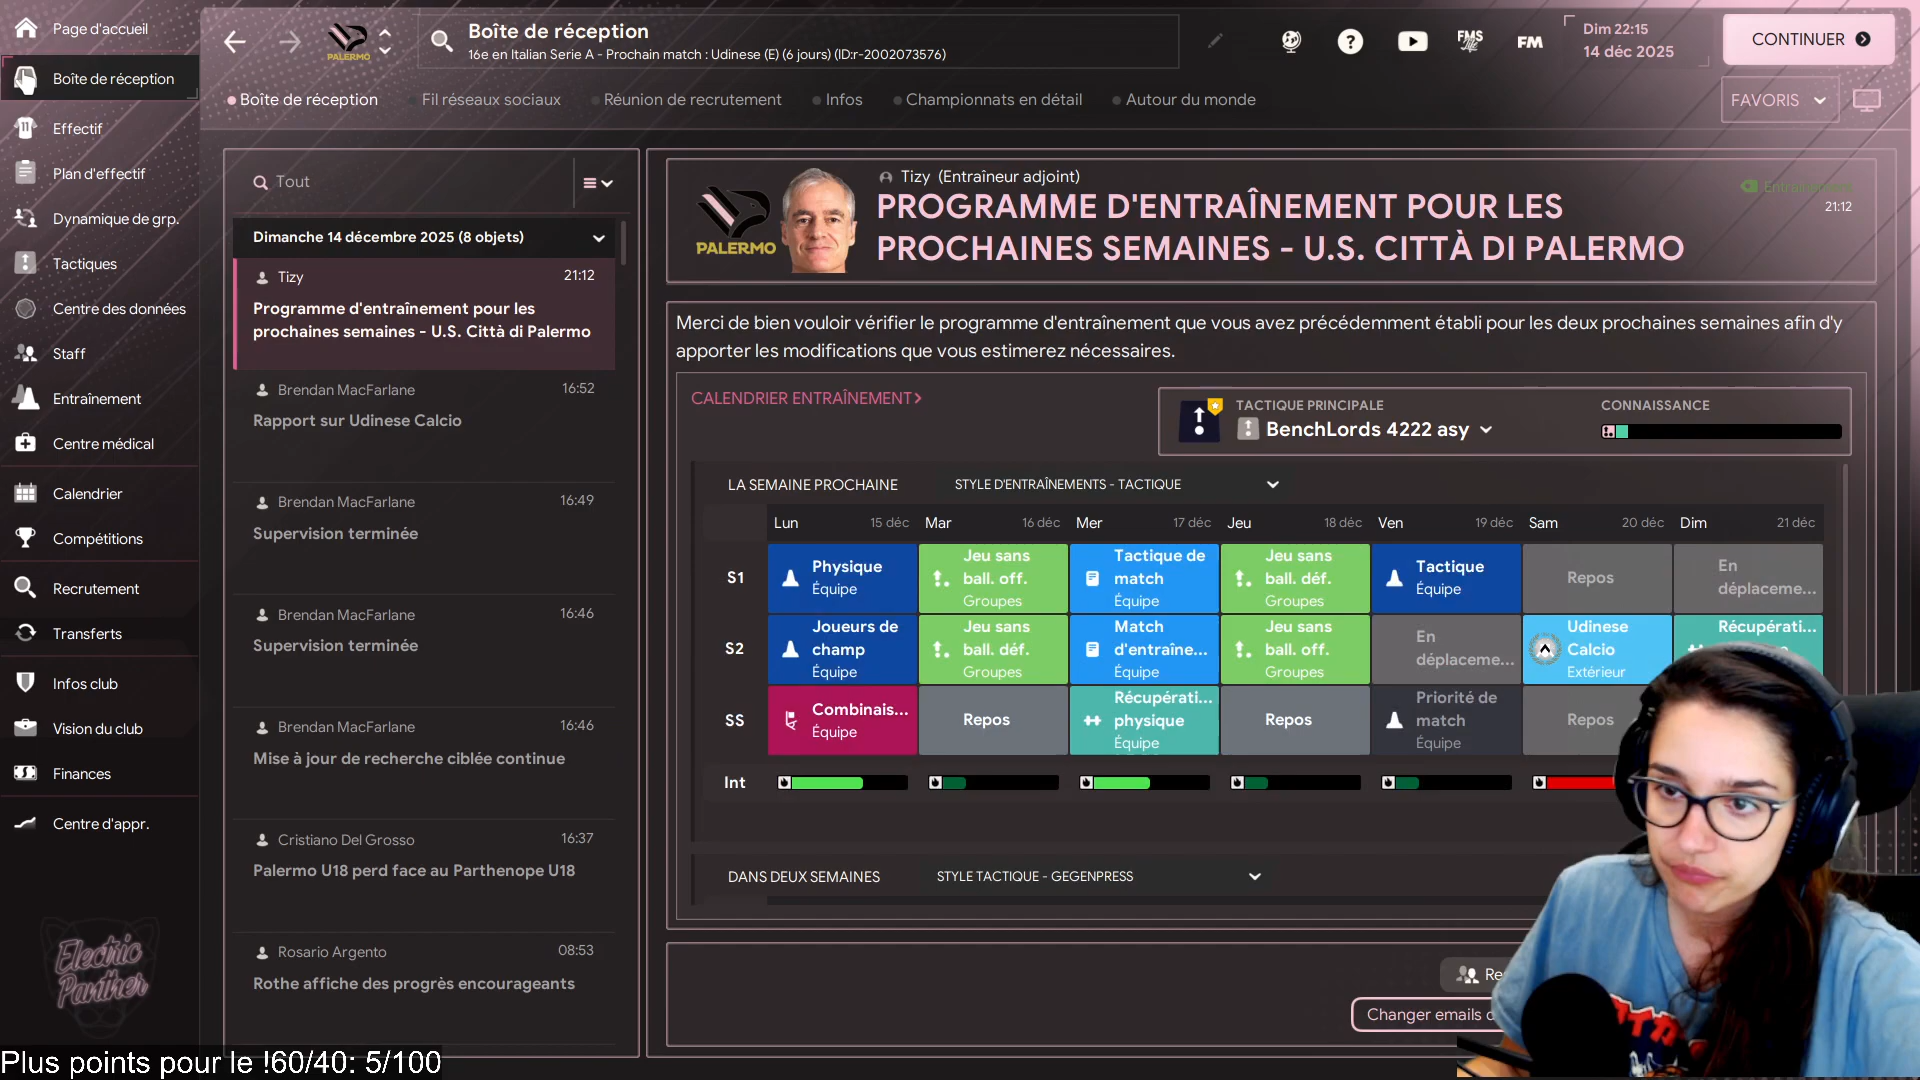 Page d'accueil
Boîte de réception
Effectif
Plan d'effectif
Dynamique de grp.
Tactiques
Centre des données
Staff
Entraînement
Centre médical
Calendrier
Compétitions
Recrutement
Transferts
Infos club
Vision du club
Finances
Centre d'appr.
Electric
Panther
PALERMO
Boîte de réception
16e en Italian Serie A - Prochain match : Udinese (E) (6 jours) (ID:r-2002073576)
FMS
FM
Dim 22:15
14 déc 2025
CONTINUER
Boîte de réception
Fil réseaux sociaux
Réunion de recrutement
Infos
Championnats en détail
Autour du monde
FAVORIS
Tout
Dimanche 14 décembre 2025 (8 objets)
Tizy 21:12
Programme d'entraînement pour les
prochaines semaines - U.S. Città di Palermo
Brendan MacFarlane 16:52
Rapport sur Udinese Calcio
Brendan MacFarlane 16:49
Supervision terminée
Brendan MacFarlane 16:46
Supervision terminée
Brendan MacFarlane 16:46
Mise à jour de recherche ciblée continue
Cristiano Del Grosso 16:37
Palermo U18 perd face au Parthenope U18
Rosario Argento 08:53
Rothe affiche des progrès encourageants
PALERMO
Tizy (Entraîneur adjoint)
PROGRAMME D'ENTRAÎNEMENT POUR LES
PROCHAINES SEMAINES - U.S. CITTÀ DI PALERMO
21:12
Merci de bien vouloir vérifier le programme d'entraînement que vous avez précédemment établi pour les deux prochaines semaines afin d'y
apporter les modifications que vous estimerez nécessaires.
CALENDRIER ENTRAÎNEMENT
TACTIQUE PRINCIPALE
BenchLords 4222 asy
CONNAISSANCE
LA SEMAINE PROCHAINE
STYLE D'ENTRAÎNEMENTS - TACTIQUE
Lun 15 déc Mar 16 déc Mer 17 déc Jeu 18 déc Ven 19 déc Sam 20 déc Dim 21 déc
S1
Physique
Équipe
Jeu sans
ball. off.
Groupes
Tactique de
match
Équipe
Jeu sans
ball. déf.
Groupes
Tactique
Équipe
Repos
En
déplaceme...
S2
Joueurs de
champ
Équipe
Jeu sans
ball. déf.
Groupes
Match
d'entraîne...
Équipe
Jeu sans
ball. off.
Groupes
En
déplaceme...
Udinese
Calcio
Extérieur
Récupérati...
SS
Combinais...
Équipe
Repos
Récupérati...
physique
Équipe
Repos
Priorité de
match
Équipe
Repos
Int
DANS DEUX SEMAINES
STYLE TACTIQUE - GEGENPRESS
Changer emails
Plus points pour le !60/40: 5/100